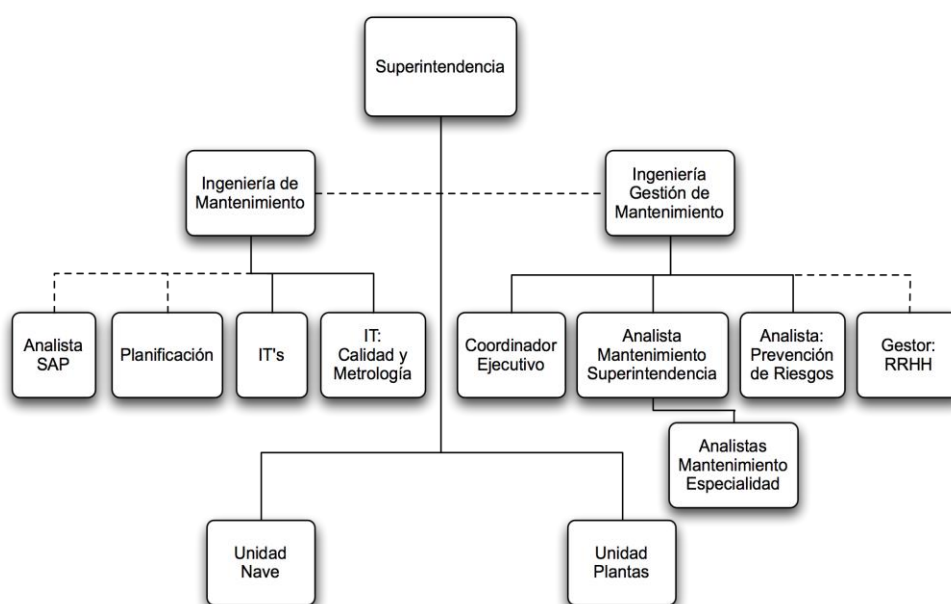 Superintendencia
Ingeniería de
Mantenimiento
Ingeniería
Gestión de
Mantenimiento
Analista
SAP
Planificación
IT's
IT:
Calidad y
Metrología
Coordinador
Ejecutivo
Analista
Mantenimiento
Superintendencia
Analista:
Prevención
de Riesgos
Gestor:
RRHH
Analistas
Mantenimiento
Especialidad
Unidad
Nave
Unidad
Plantas